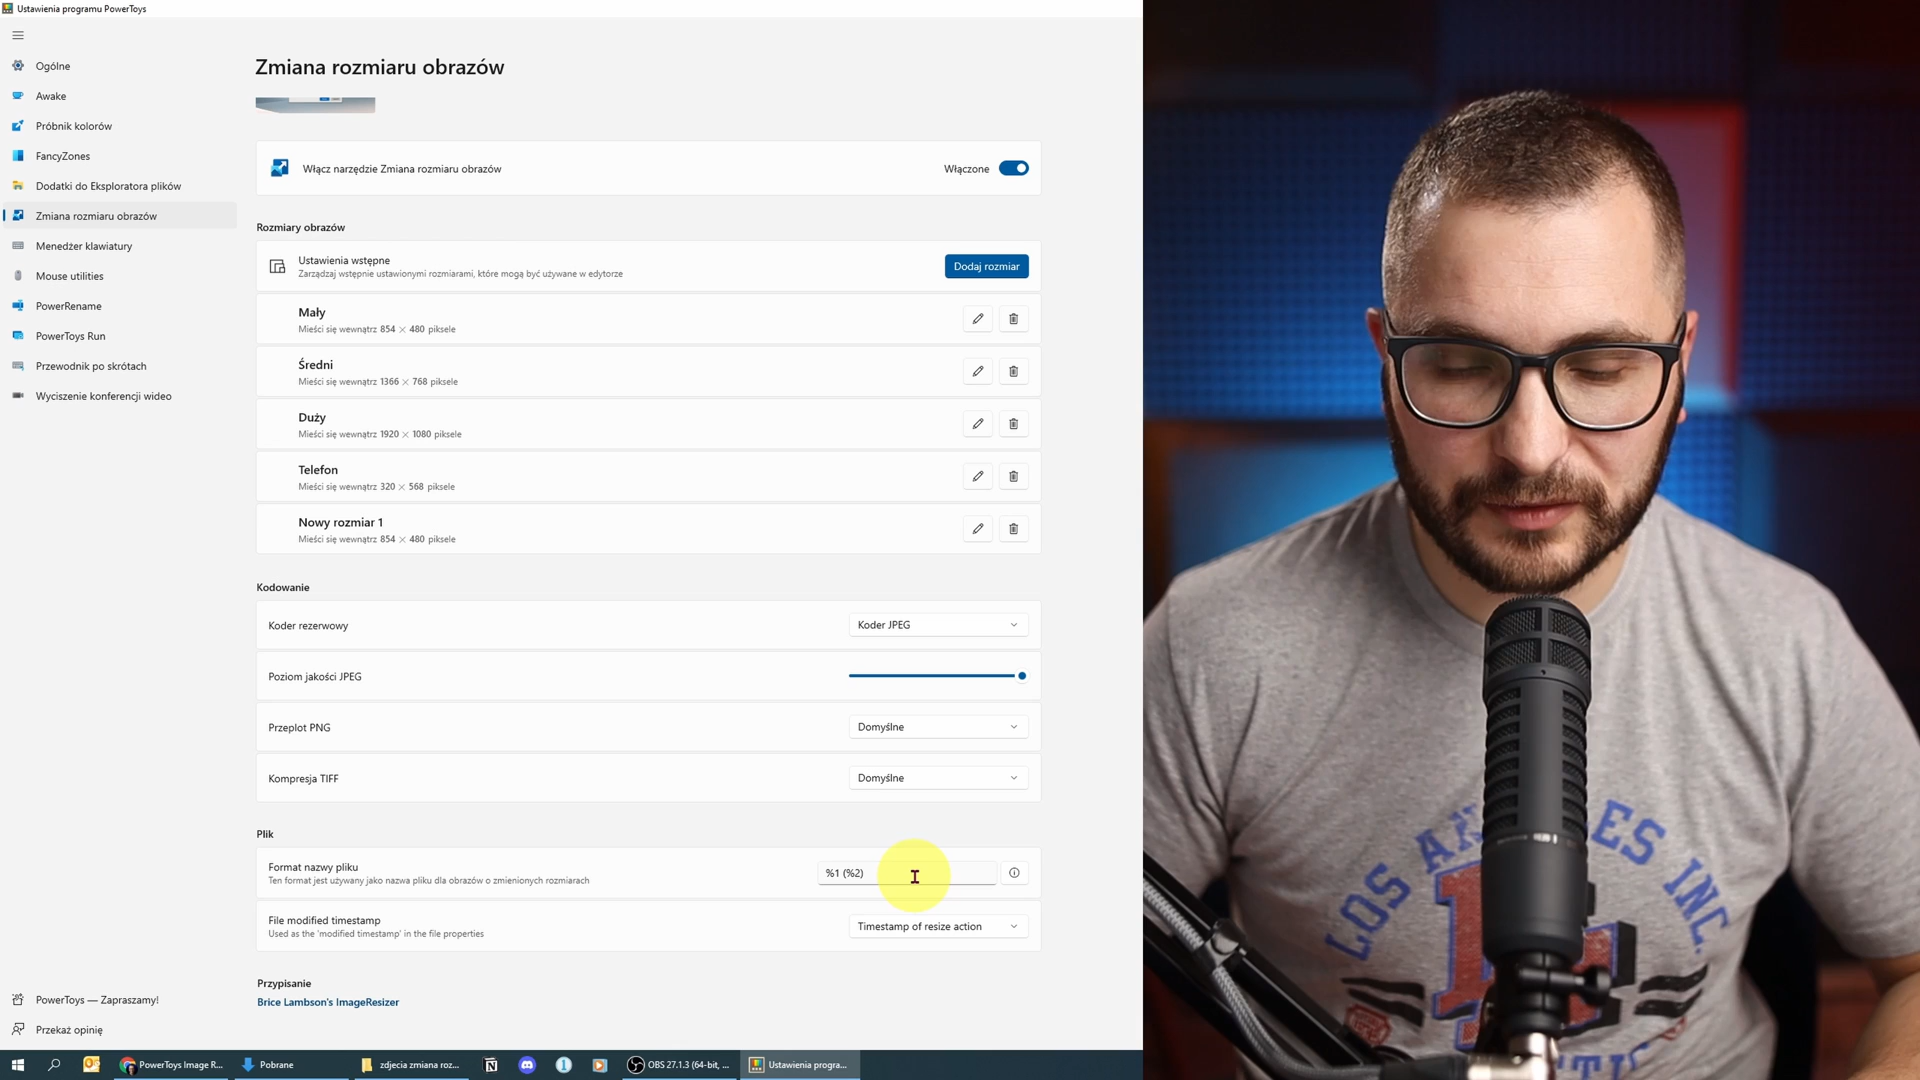 Ustawienia programu PowerToys
Ogólne
Awake
Próbnik kolorów
FancyZones
Dodatki do Eksploratora plików
Zmiana rozmiaru obrazów
Menedżer klawiatury
Mouse utilities
PowerRename
PowerToys Run
Przewodnik po skrótach
Wyciszenie konferencji wideo
PowerToys — Zapraszamy!
Przekaż opinię
Zmiana rozmiaru obrazów
Włącz narzędzie Zmiana rozmiaru obrazów
Włączone
Rozmiary obrazów
Ustawienia wstępne
Zarządzaj wstępnie ustawionymi rozmiarami, które mogą być używane w edytorze
Dodaj rozmiar
Mały
Mieści się wewnątrz 854 × 480 piksele
Średni
Mieści się wewnątrz 1366 × 768 piksele
Duży
Mieści się wewnątrz 1920 × 1080 piksele
Telefon
Mieści się wewnątrz 320 × 568 piksele
Nowy rozmiar 1
Mieści się wewnątrz 854 × 480 piksele
Kodowanie
Koder rezerwowy
Koder JPEG
Poziom jakości JPEG
Przeplot PNG
Domyślne
Kompresja TIFF
Domyślne
Plik
Format nazwy pliku
Ten format jest używany jako nazwa pliku dla obrazów o zmienionych rozmiarach
%1 (%2)
File modified timestamp
Used as the 'modified timestamp' in the file properties
Timestamp of resize action
Przypisanie
Brice Lambson's ImageResizer
PowerToys Image R...
Pobrane
zdjecia zmiana roz...
OBS 27.1.3 (64-bit, ...
Ustawienia progra...
LOS
INC.